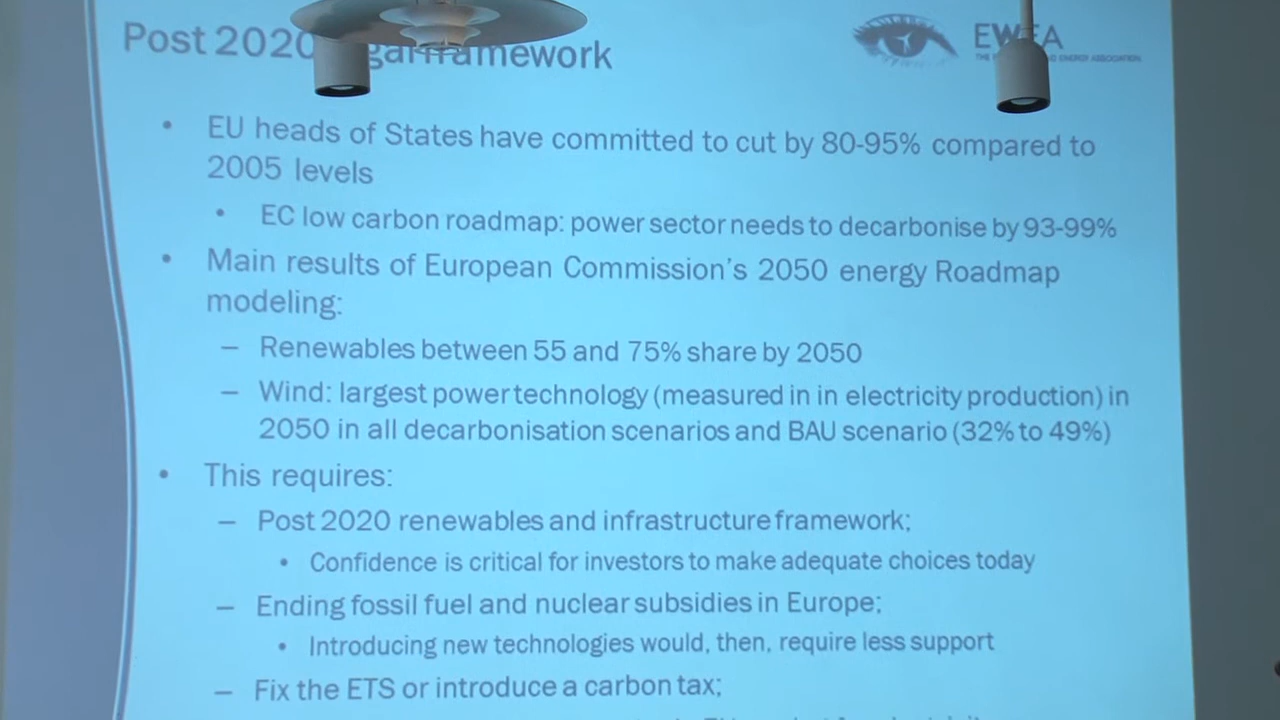 Post 2020 framework
EWEA
ENERGY ASSOCIATION
• EU heads of States have committed to cut by 80-95% compared to
2005 levels
• EC low carbon roadmap: power sector needs to decarbonise by 93-99%
• Main results of European Commission's 2050 energy Roadmap
modeling:
– Renewables between 55 and 75% share by 2050
– Wind: largest power technology (measured in in electricity production) in
2050 in all decarbonisation scenarios and BAU scenario (32% to 49%)
• This requires:
– Post 2020 renewables and infrastructure framework;
• Confidence is critical for investors to make adequate choices today
– Ending fossil fuel and nuclear subsidies in Europe;
• Introducing new technologies would, then, require less support
– Fix the ETS or introduce a carbon tax;